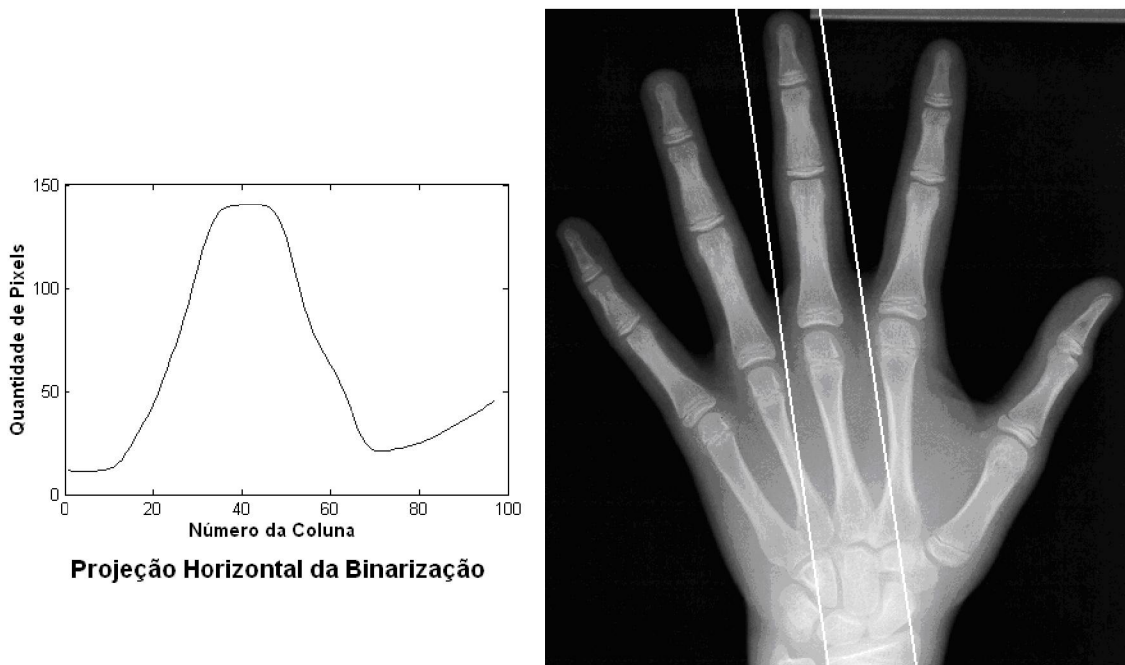 150
100
50
0
0 20 40 60 80 100
Quantidade de Pixels
Número da Coluna
Projeção Horizontal da Binarização